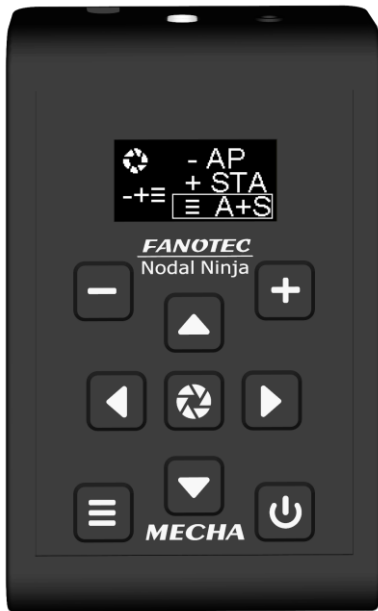 - AP
-+≡ + STA
≡ A+S
FANOTEC
Nodal Ninja
MECHA